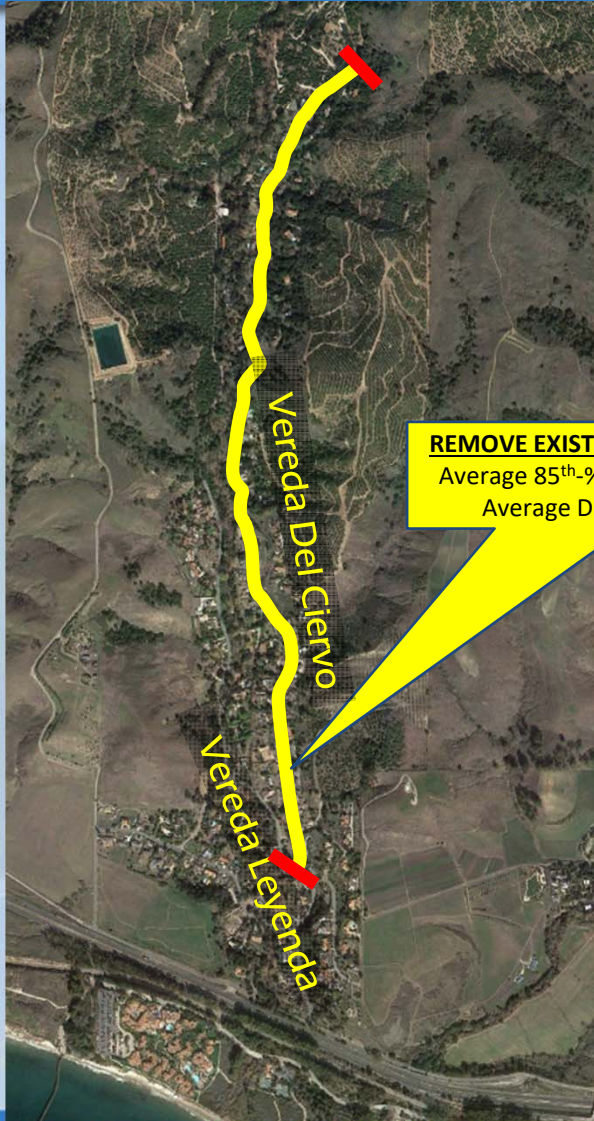 REMOVE EXIST
Average 85th-%
Average D
Vereda Del Ciervo
Vereda Leyenda